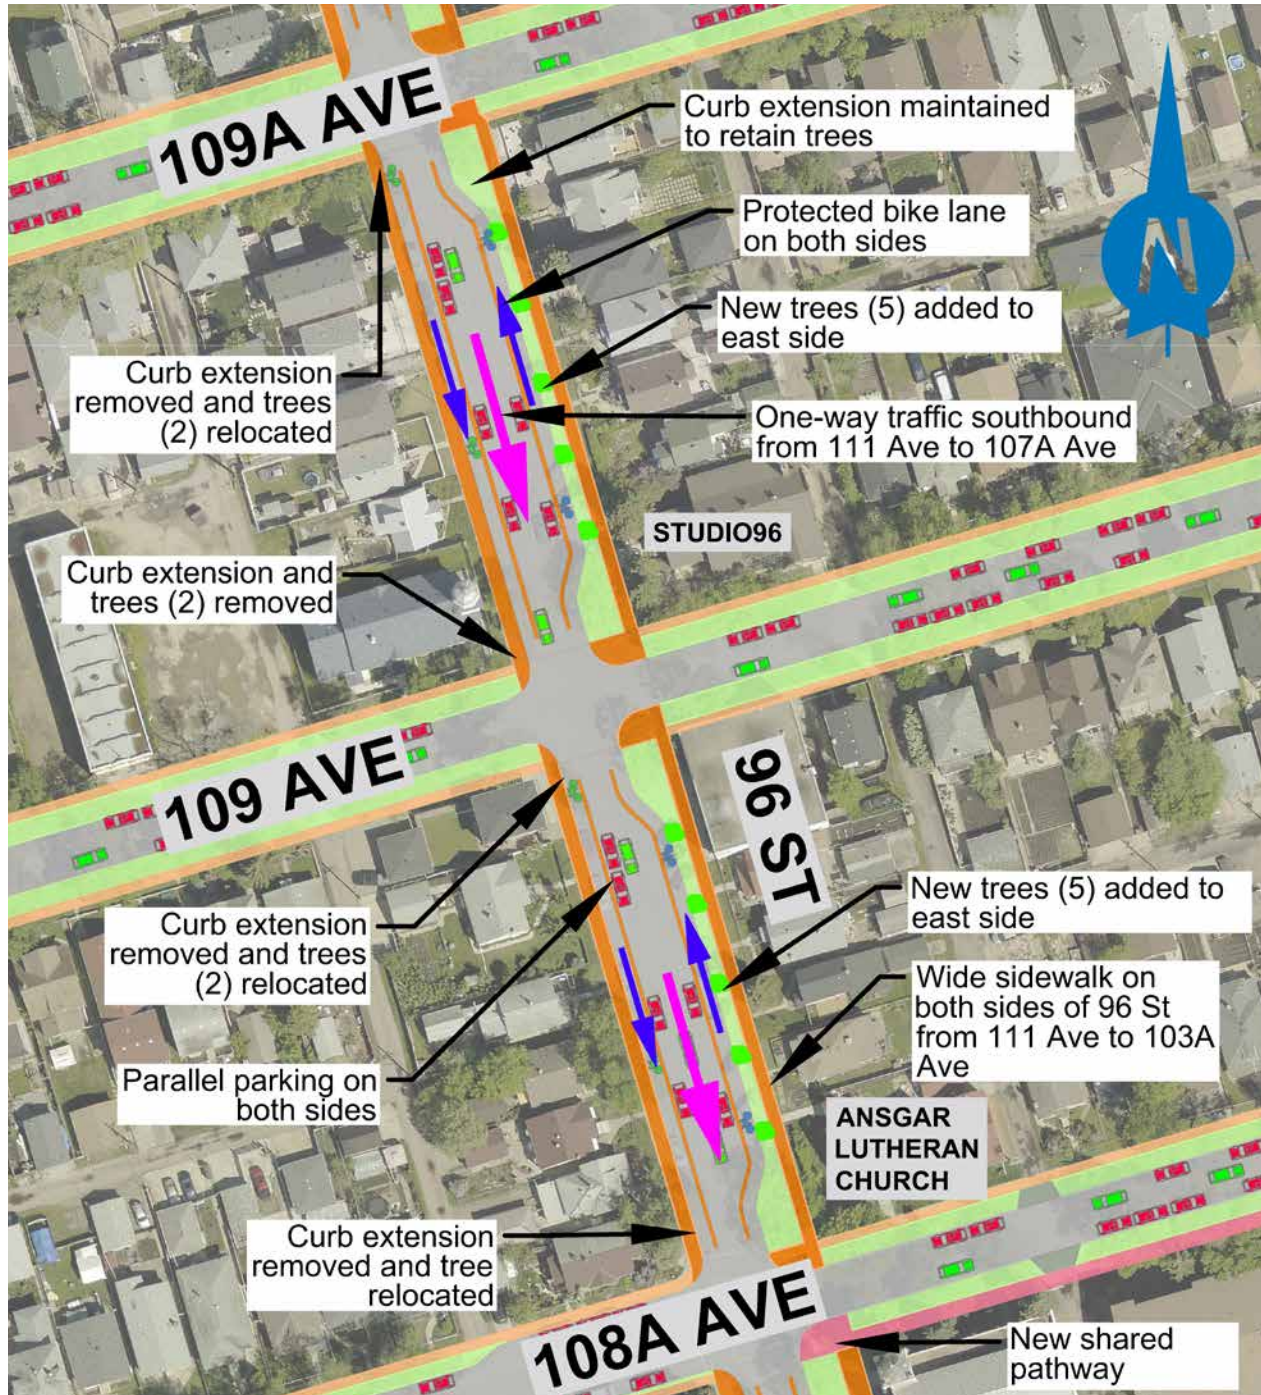 109A AVE
Curb extension maintained
to retain trees
Protected bike lane
on both sides
N
New trees (5) added to
east side
Curb extension
removed and trees
(2) relocated
One-way traffic southbound
from 111 Ave to 107A Ave
STUDIO96
Curb extension and
trees (2) removed
109 AVE
96 ST
New trees (5) added to
east side
Curb extension
removed and trees
(2) relocated
Wide sidewalk on
both sides of 96 St
from 111 Ave to 103A
Ave
Parallel parking on
both sides
ANSGAR
LUTHERAN
CHURCH
Curb extension
removed and tree
relocated
108A AVE
New shared
pathway